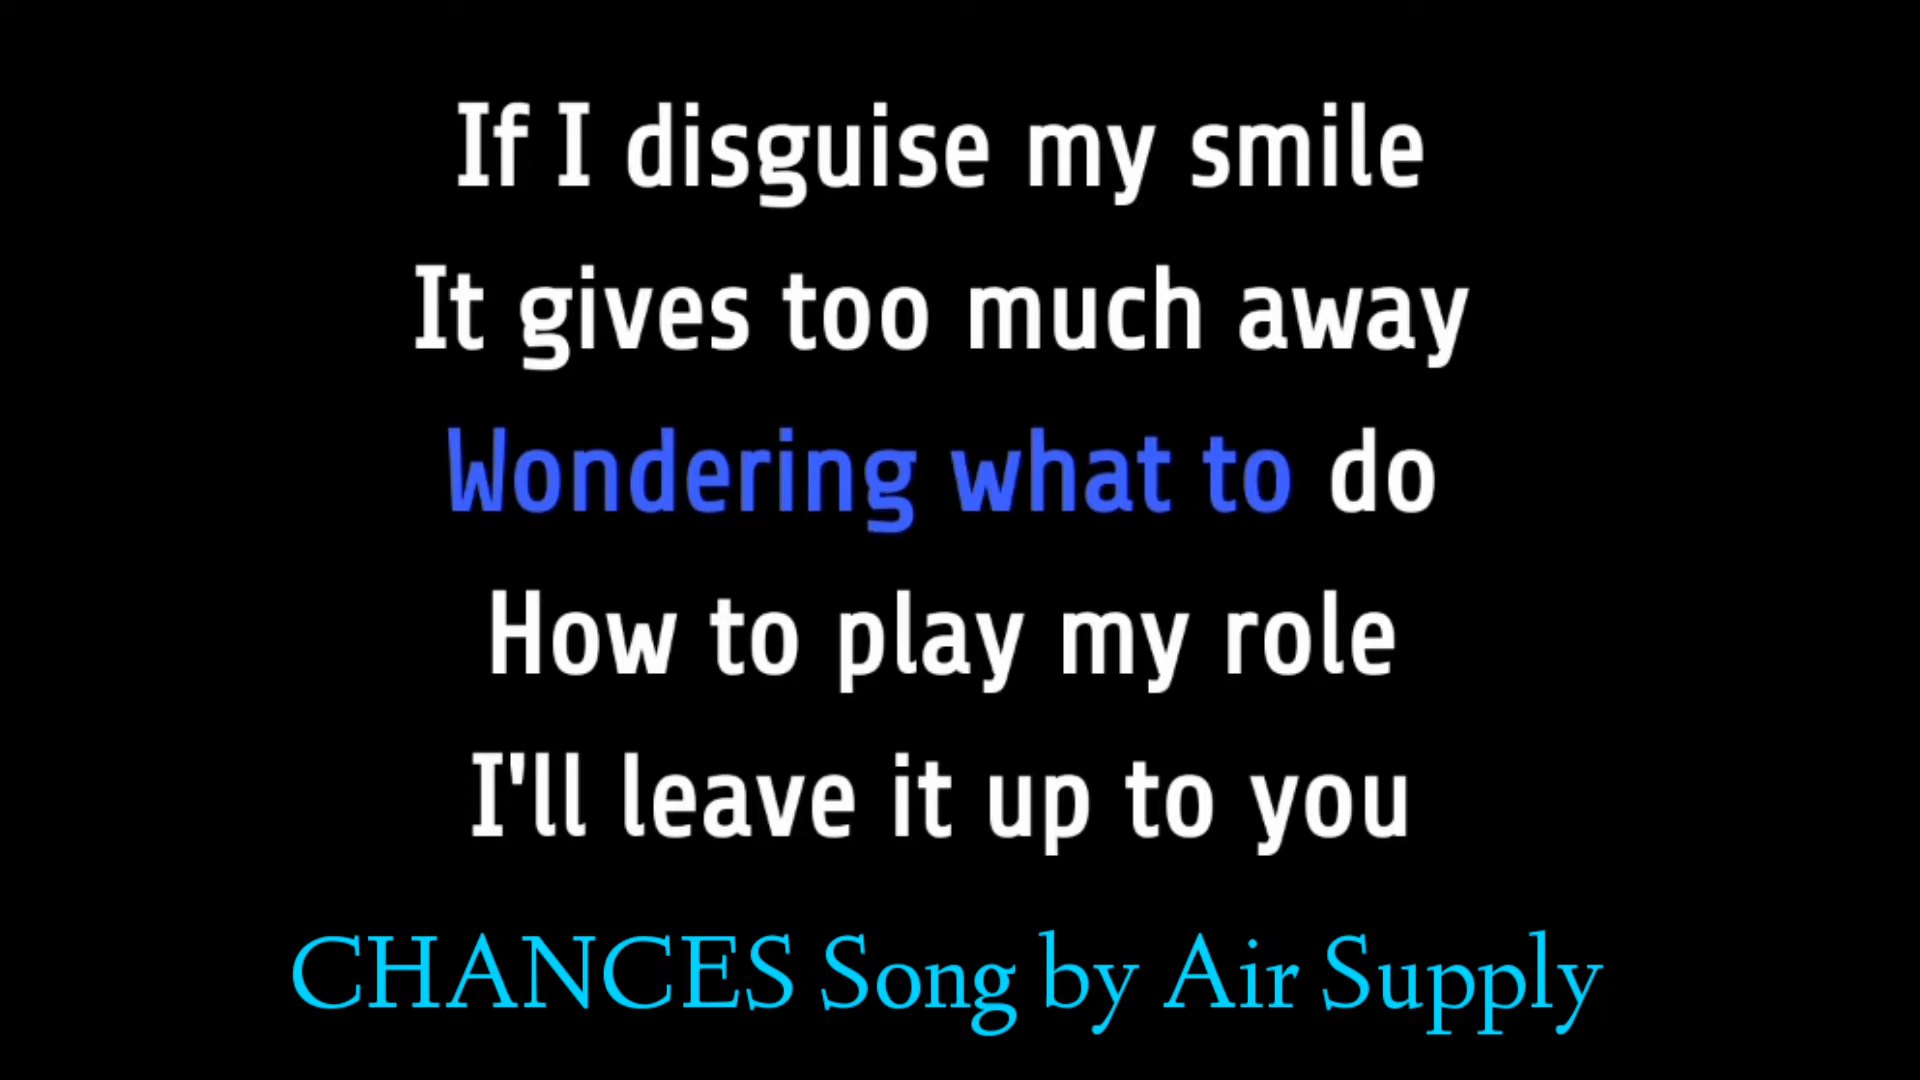 If I disguise my smile
It gives too much away
Wondering what to do
How to play my role
I'll leave it up to you
CHANCES Song by Air Supply